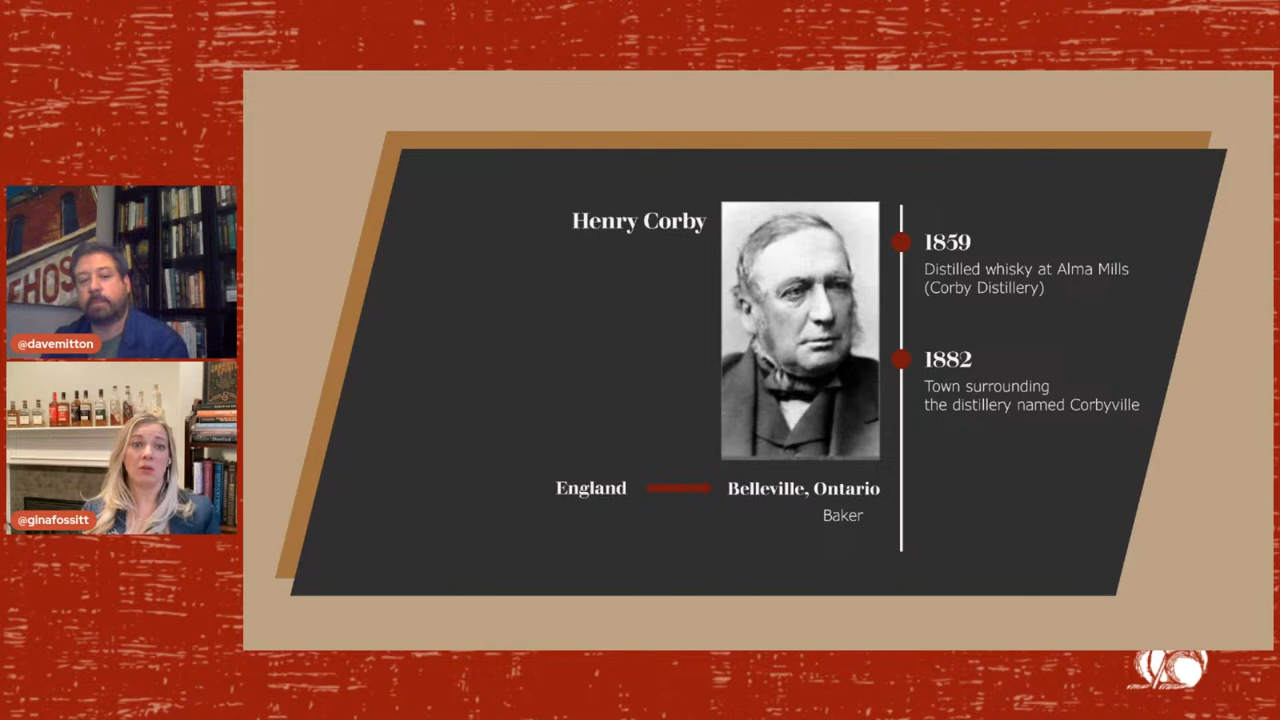 EHOS
@davemitton
@ginafossitt
Henry Corby
1859
Distilled whisky at Alma Mills
(Corby Distillery)
1882
Town surrounding
the distillery named Corbyville
England
Belleville, Ontario
Baker